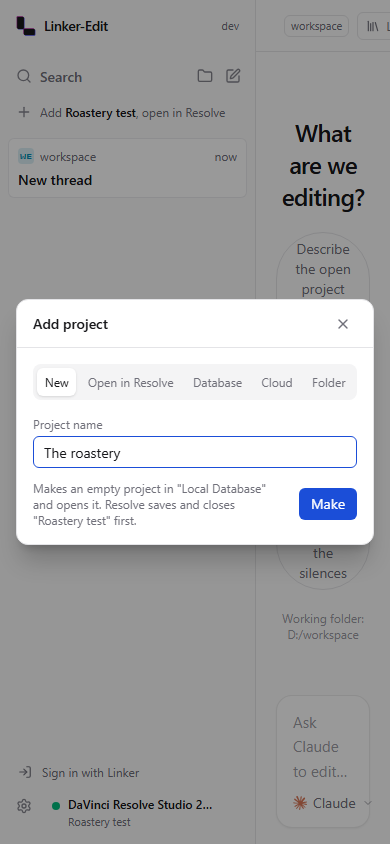 Linker-Edit
dev
workspace
Search
Add Roastery test, open in Resolve
WE workspace
now
New thread
What
are we
editing?
Describe
the open
project
Add project
New
Open in Resolve
Database
Cloud
Folder
Project name
The roastery
Makes an empty project in "Local Database"
and opens it. Resolve saves and closes
"Roastery test" first.
Make
the
silences
Working folder:
D:/workspace
Ask
Claude
to edit...
Claude
Sign in with Linker
DaVinci Resolve Studio 2...
Roastery test